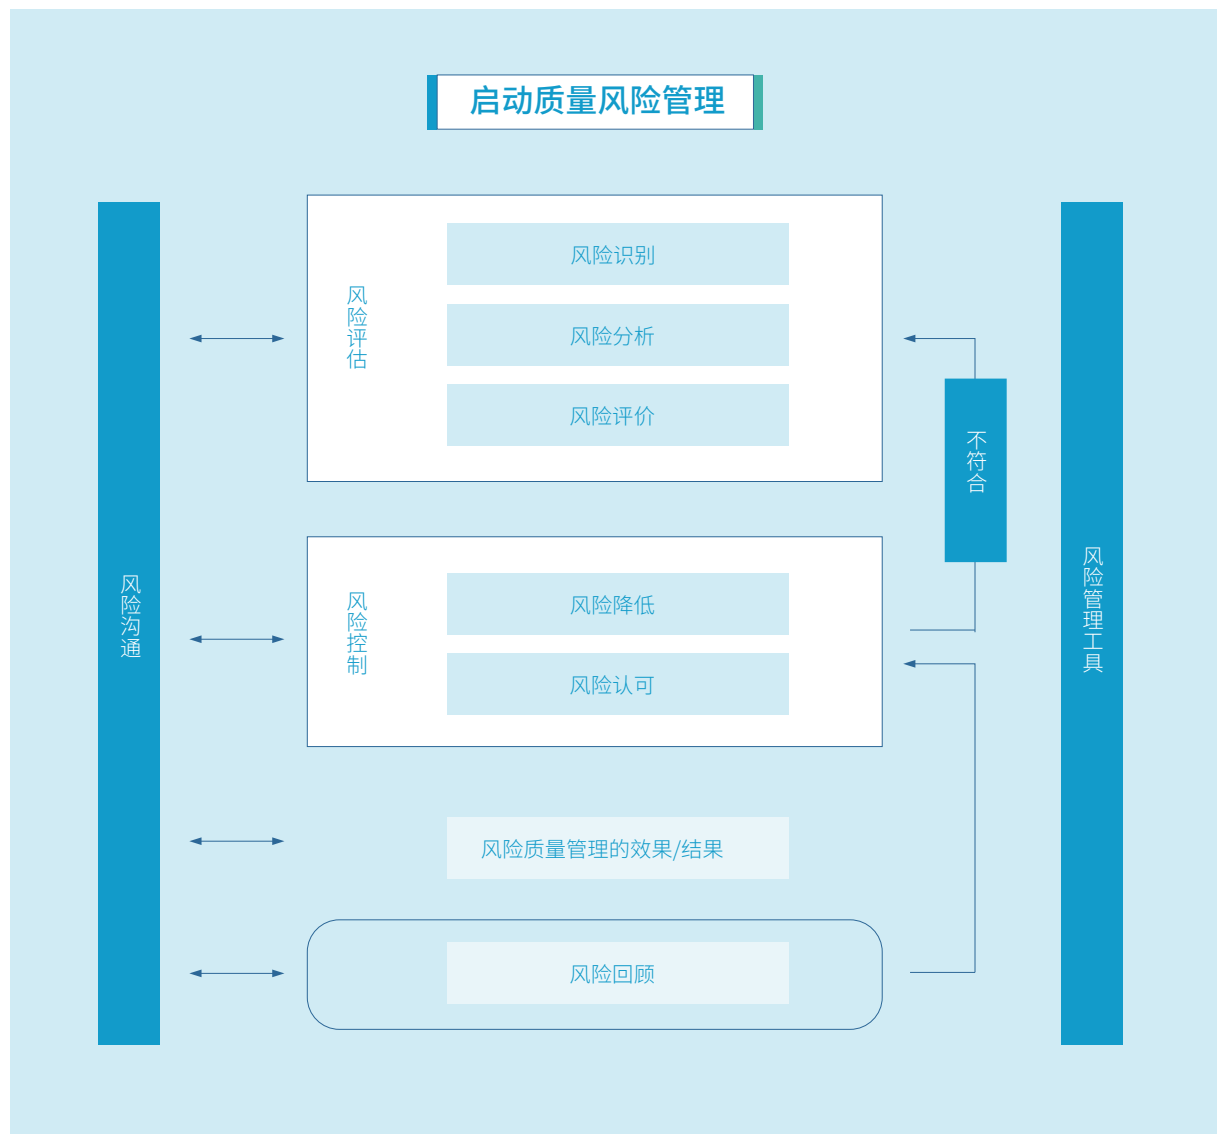 启动质量风险管理
风险沟通
风险评估
风险识别
风险分析
风险评价
不符合
风险控制
风险降低
风险认可
风险质量管理的效果/结果
风险回顾
风险管理工具